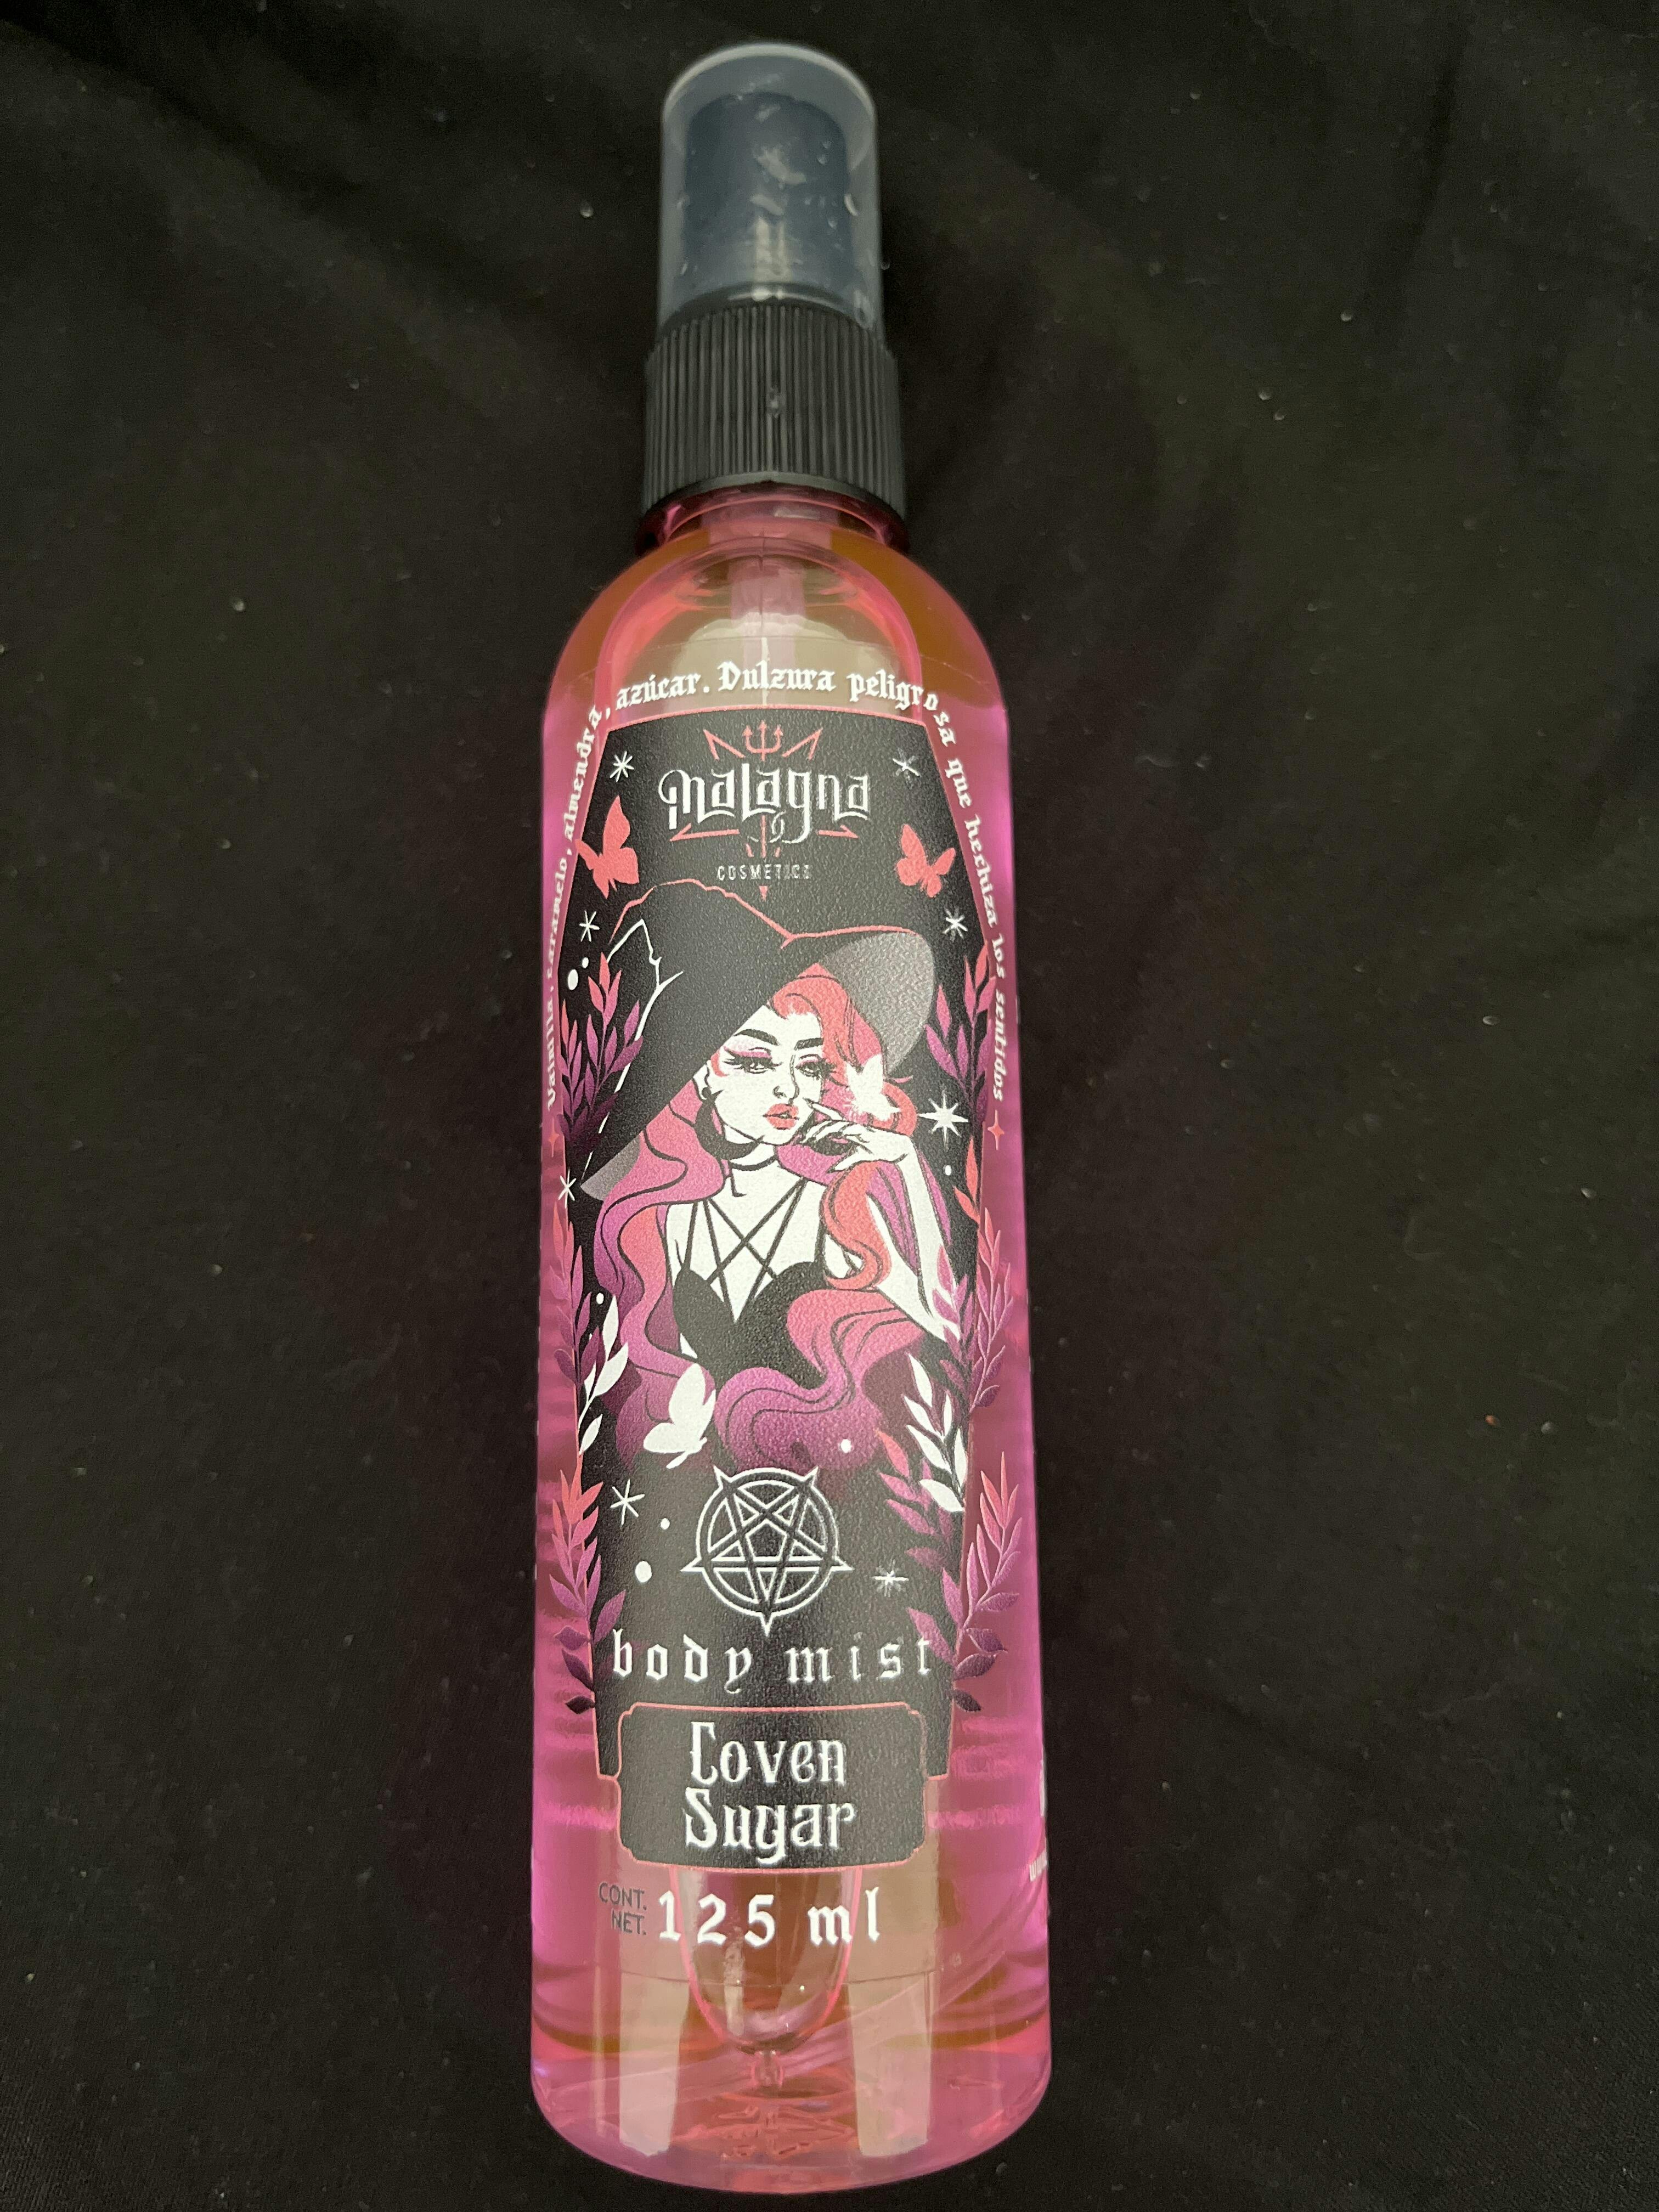 Vainilla, caramelo, almendra, azúcar. Dulzura peligrosa que hechiza los sentidos
Malagna
COSMETICS
body mist
Coven
Sugar
CONT.
NET. 125 ml